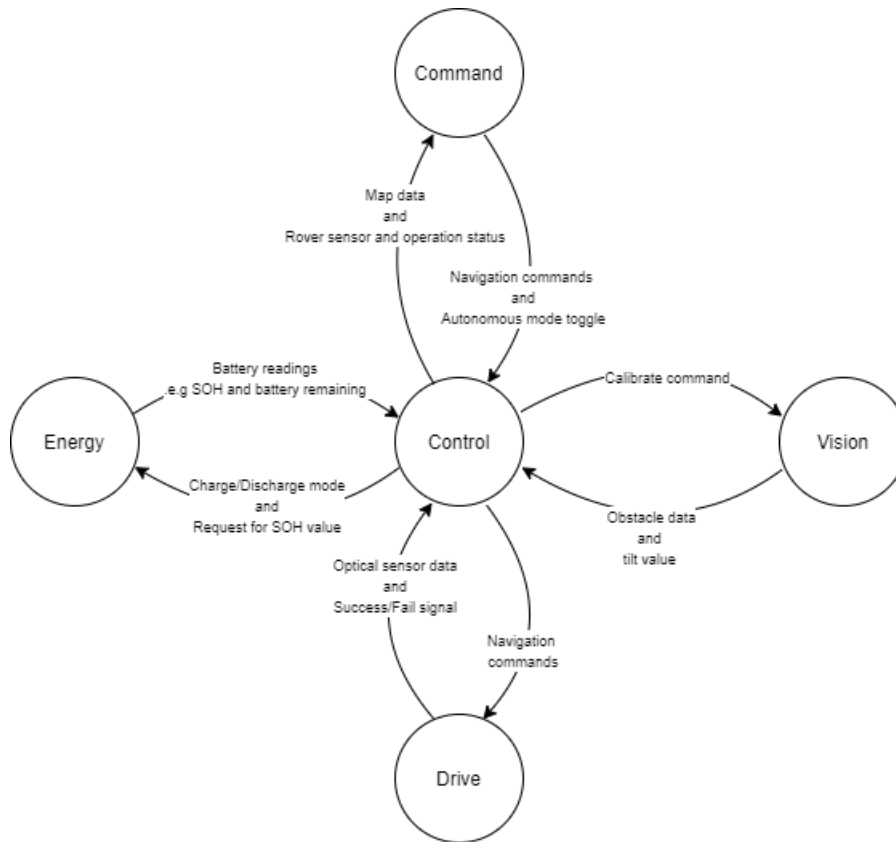 Command
Map data
and
Rover sensor and operation status
Navigation commands
and
Autonomous mode toggle
Battery readings
.e.g SOH and battery remaining
Calibrate command
Energy
Control
Vision
Charge/Discharge mode
and
Request for SOH value
Obstacle data
and
tilt value
Optical sensor data
and
Success/Fail signal
Navigation
commands
Drive